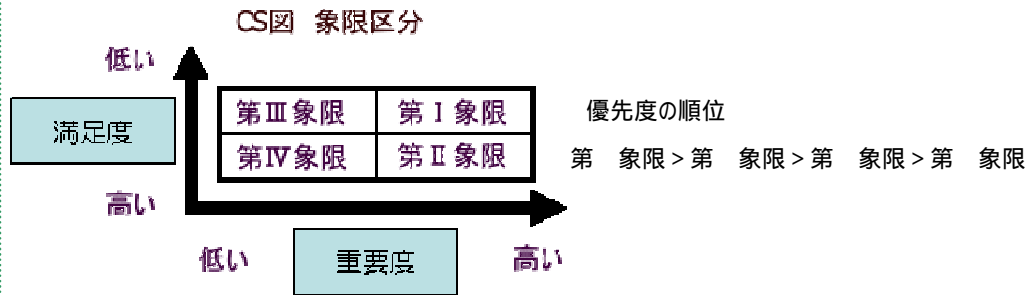 CS図 象限区分
低い
満足度
高い
第Ⅲ象限 第Ⅰ象限
第Ⅳ象限 第Ⅱ象限
低い 重要度 高い
優先度の順位
第 象限>第 象限>第 象限>第 象限